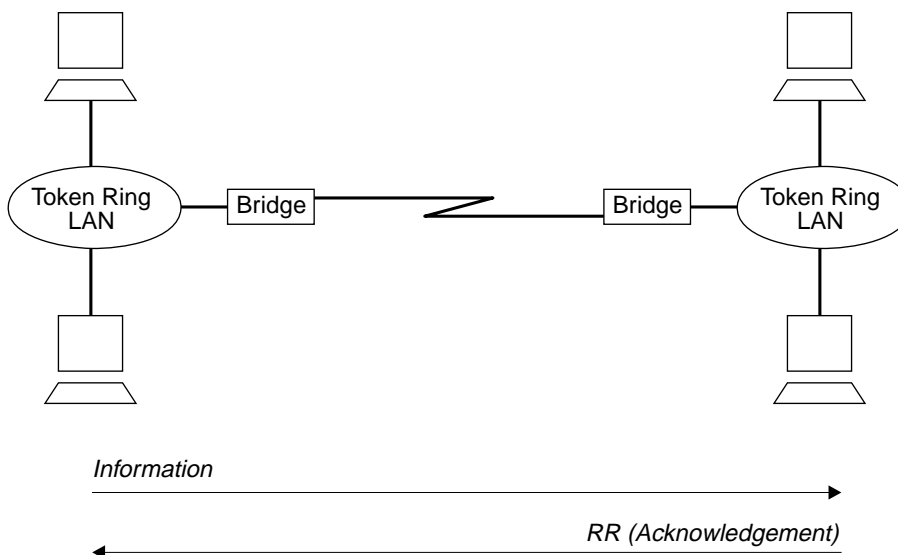 Token Ring
LAN
Bridge
Bridge
Token Ring
LAN
Information
RR (Acknowledgement)